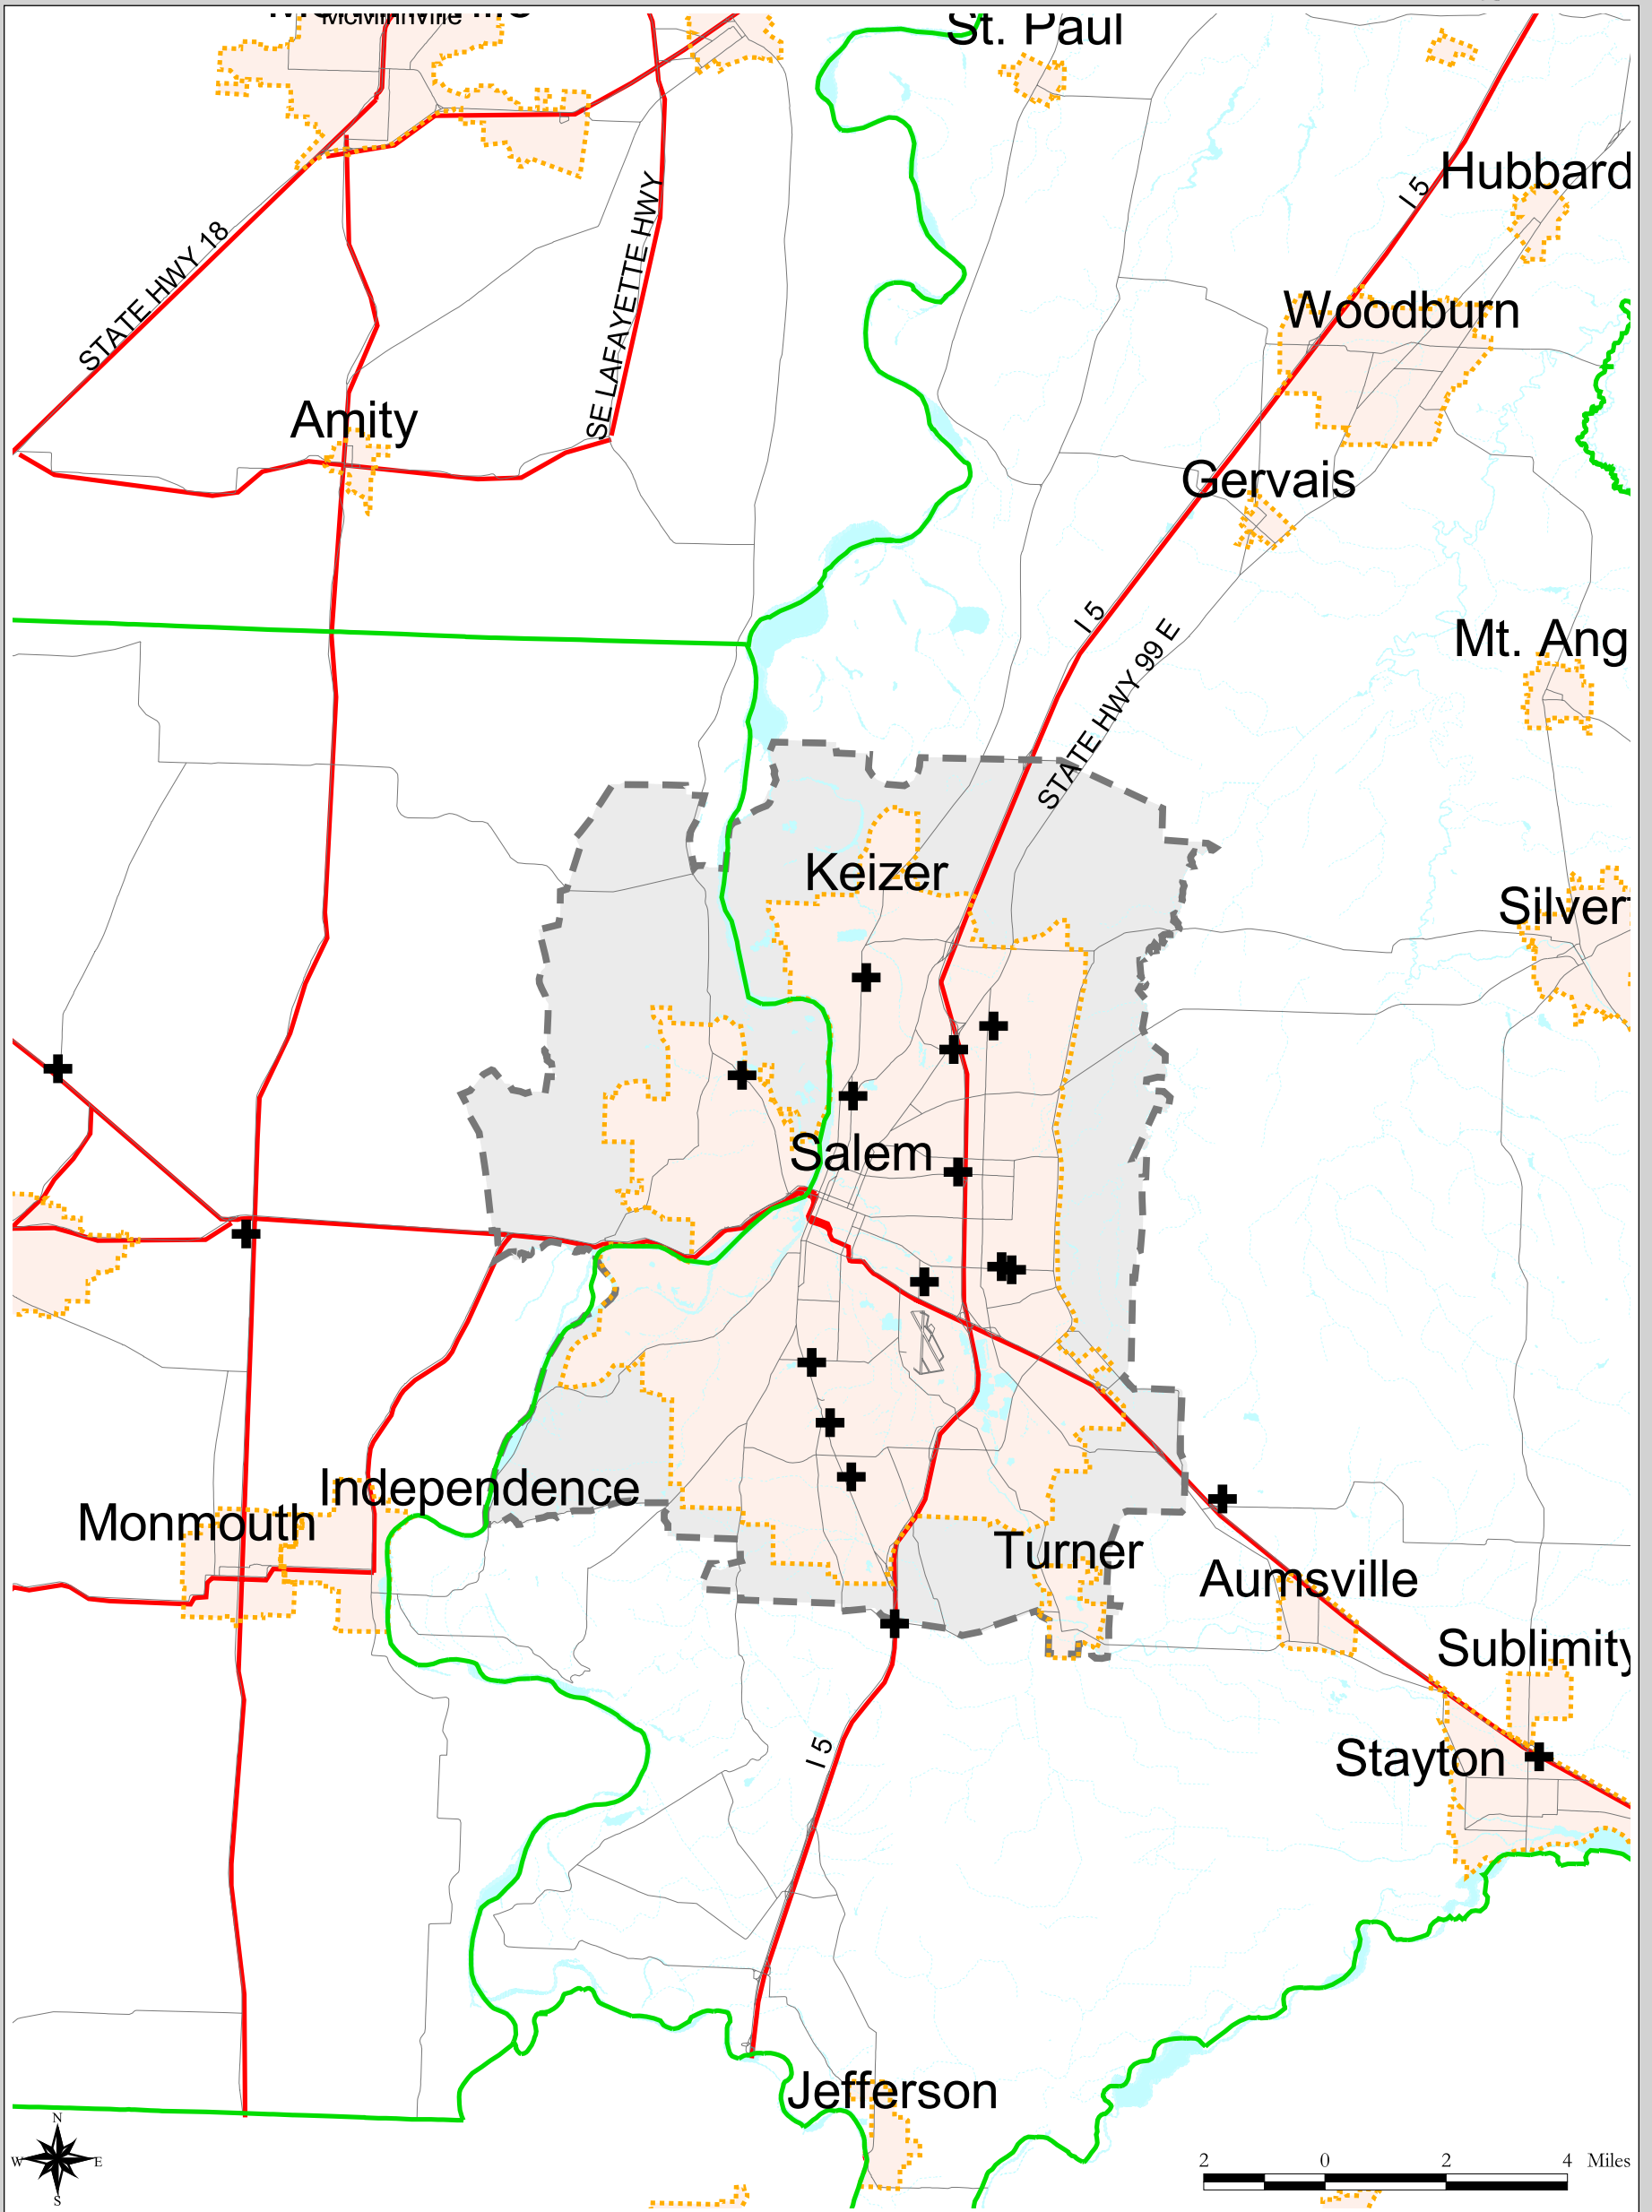 McMinnville
St. Paul
Hubbard
I 5
STATE HWY 18
SE LAFAYETTE HWY
Woodburn
Amity
Gervais
I 5
STATE HWY 99 E
Mt. Ang
Keizer
Silver
Salem
Independence
Monmouth
Turner
Aumsville
Sublimity
I 5
Stayton
Jefferson
N
W E
S
2 0 2 4 Miles